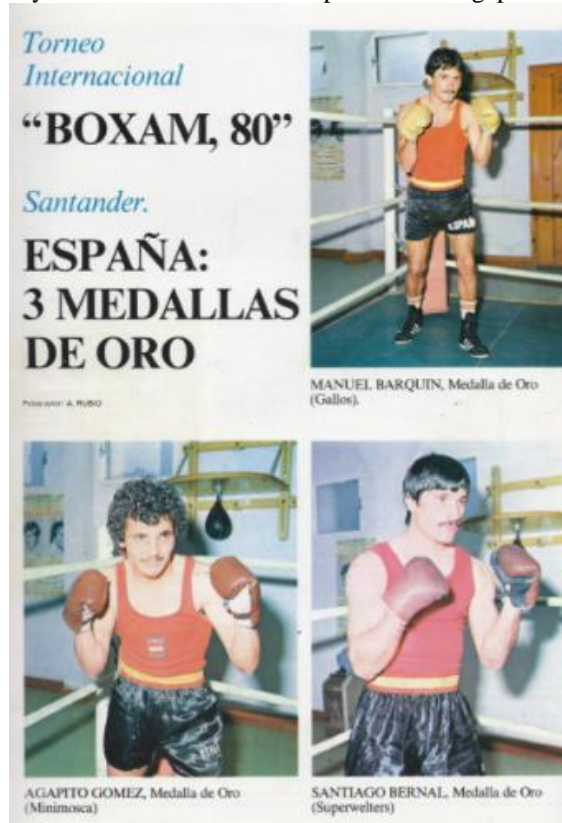 Torneo
Internacional
“BOXAM, 80”
Santander.
ESPAÑA:
3 MEDALLAS
DE ORO
A. RUBIO
MANUEL BARQUIN, Medalla de Oro
(Gallos).
AGAPITO GOMEZ, Medalla de Oro
(Minimosca)
SANTIAGO BERNAL, Medalla de Oro
(Superwelters)